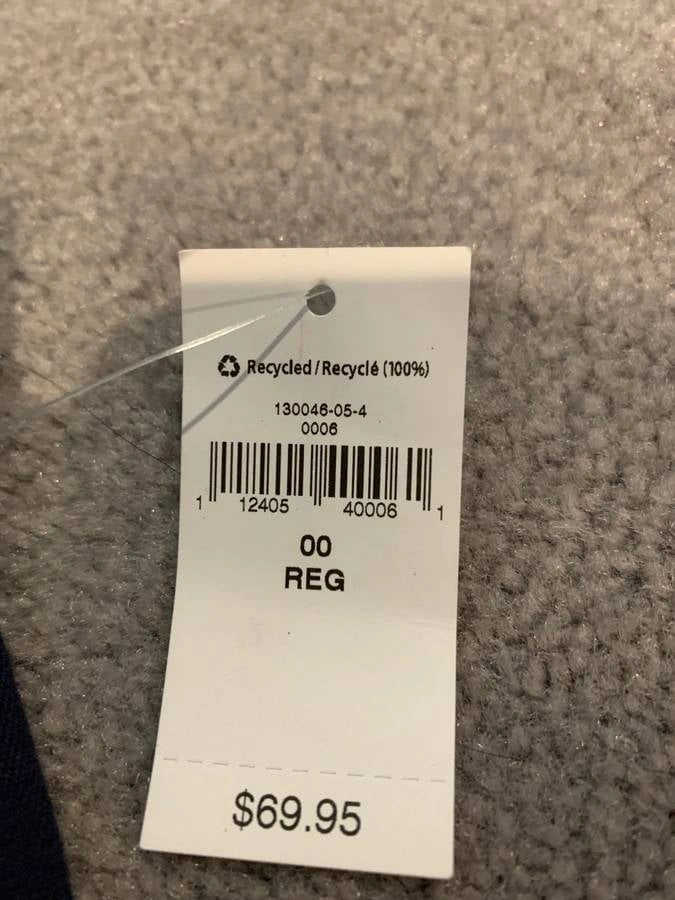 Recycled / Recyclé (100%)
130046-05-4
0006
1 12405 40006 1
00
REG
$69.95